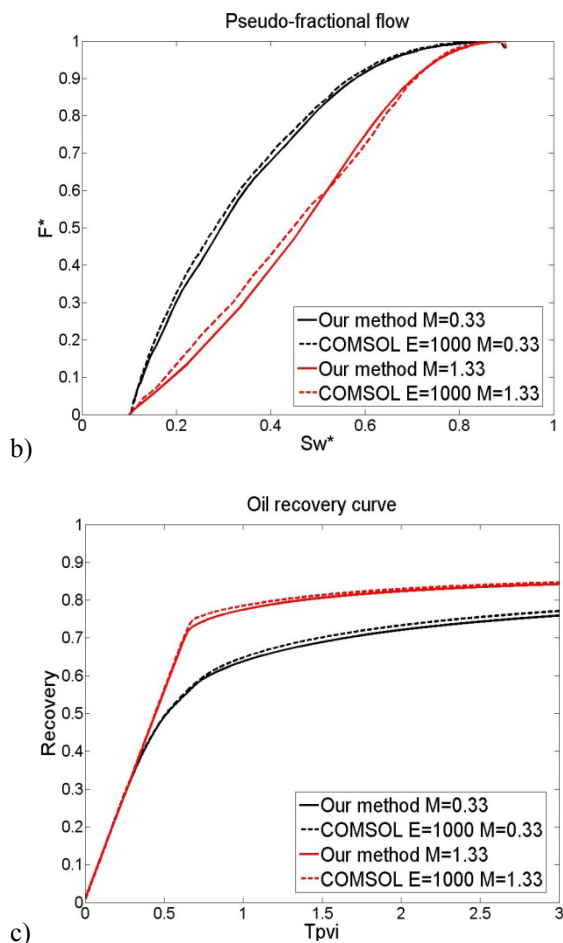 Pseudo-fractional flow
1
0.9
0.8
0.7
0.6
0.5
0.4
0.3
0.2
0.1
0
F*
0.2
0.4
0.6
0.8
1
Sw*
Our method M=0.33
COMSOL E=1000 M=0.33
Our method M=1.33
COMSOL E=1000 M=1.33
b)
Oil recovery curve
1
0.9
0.8
0.7
0.6
0.5
0.4
0.3
0.2
0.1
0
Recovery
0
0.5
1
1.5
2
2.5
3
Tpvi
Our method M=0.33
COMSOL E=1000 M=0.33
Our method M=1.33
COMSOL E=1000 M=1.33
c)